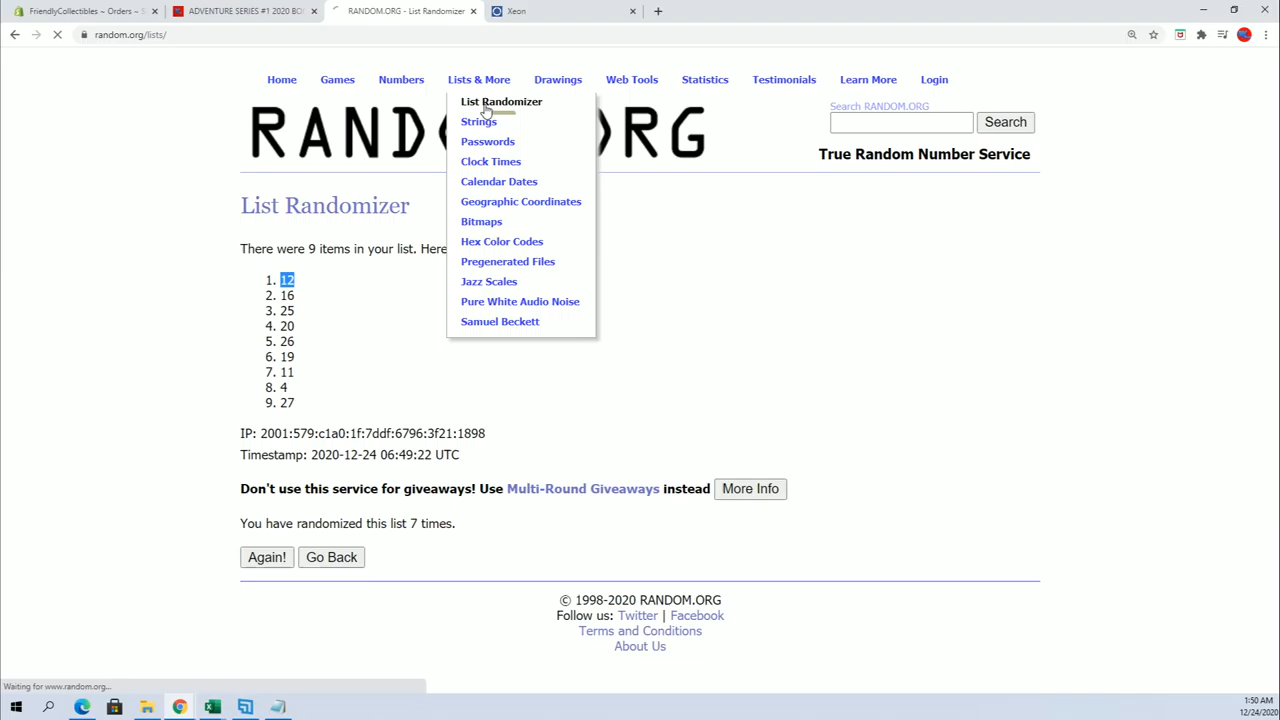 FriendlyCollectibles ~ Orders ~ S
ADVENTURE SERIES #1 2020 BO
RANDOM.ORG - List Randomizer
Xeon
random.org/lists/
Home Games Numbers Lists & More Drawings Web Tools Statistics Testimonials Learn More Login
List Randomizer
Strings
Passwords
Clock Times
Calendar Dates
Geographic Coordinates
Bitmaps
Hex Color Codes
Pregenerated Files
Jazz Scales
Pure White Audio Noise
Samuel Beckett
Search RANDOM.ORG
Search
True Random Number Service
List Randomizer
There were 9 items in your list. Here
1. 12
2. 16
3. 25
4. 20
5. 26
6. 19
7. 11
8. 4
9. 27
IP: 2001:579:c1a0:1f:7ddf:6796:3f21:1898
Timestamp: 2020-12-24 06:49:22 UTC
Don't use this service for giveaways! Use Multi-Round Giveaways instead More Info
You have randomized this list 7 times.
Again! Go Back
© 1998-2020 RANDOM.ORG
Follow us: Twitter | Facebook
Terms and Conditions
About Us
Waiting for www.random.org...
1:50 AM
12/24/2020